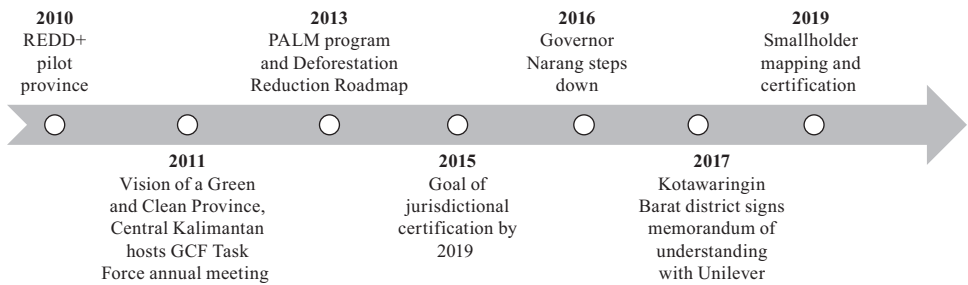 2010
REDD+
pilot
province
2011
Vision of a Green
and Clean Province,
Central Kalimantan
hosts GCF Task
Force annual meeting
2013
PALM program
and Deforestation
Reduction Roadmap
2015
Goal of
jurisdictional
certification by
2019
2016
Governor
Narang steps
down
2017
Kotawaringin
Barat district signs
memorandum of
understanding
with Unilever
2019
Smallholder
mapping and
certification